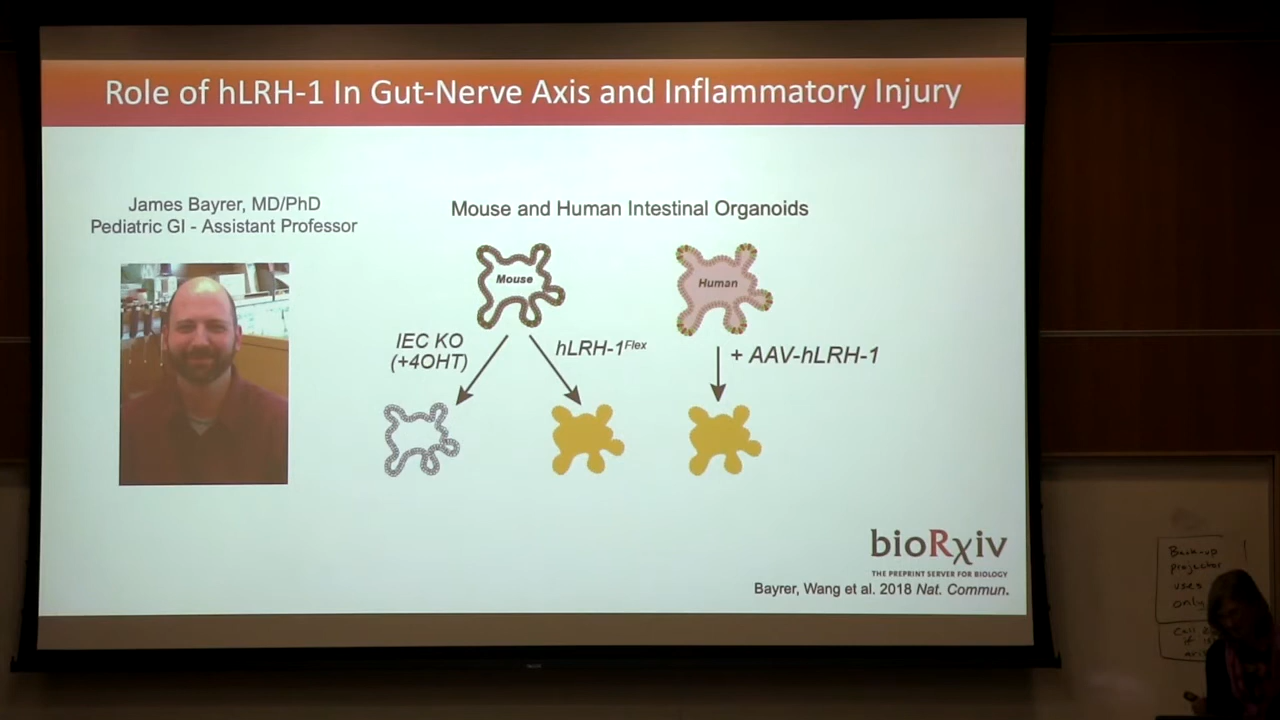 Role of hLRH-1 In Gut-Nerve Axis and Inflammatory Injury
James Bayrer, MD/PhD
Pediatric GI - Assistant Professor
Mouse and Human Intestinal Organoids
Mouse
Human
IEC KO
(+4OHT)
hLRH-1Flex
+ AAV-hLRH-1
bioRχiv
THE PREPRINT SERVER FOR BIOLOGY
Bayrer, Wang et al. 2018 Nat. Commun.
Back-up
projector
uses
only
Call
if